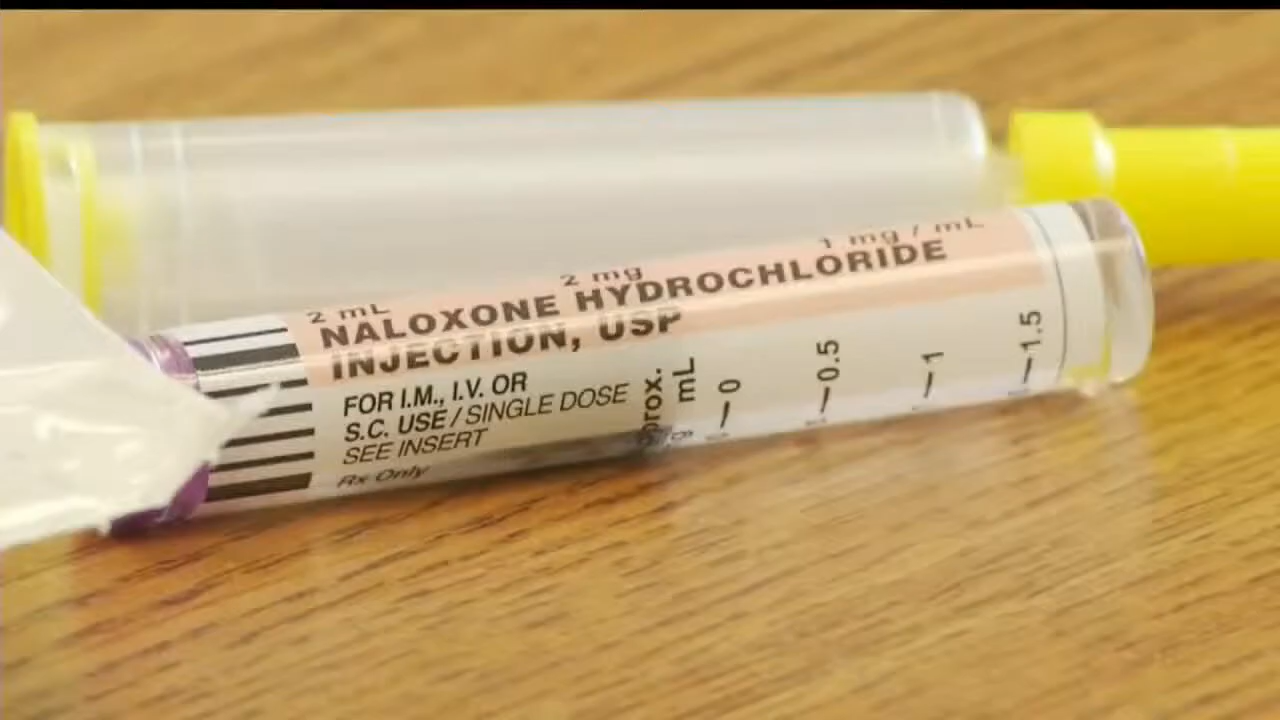 2 mL 2 mg 1 mg / mL
NALOXONE HYDROCHLORIDE
INJECTION, USP
FOR I.M., I.V. OR
S.C. USE / SINGLE DOSE
SEE INSERT
Rx Only
mL
0
0.5
1
1.5